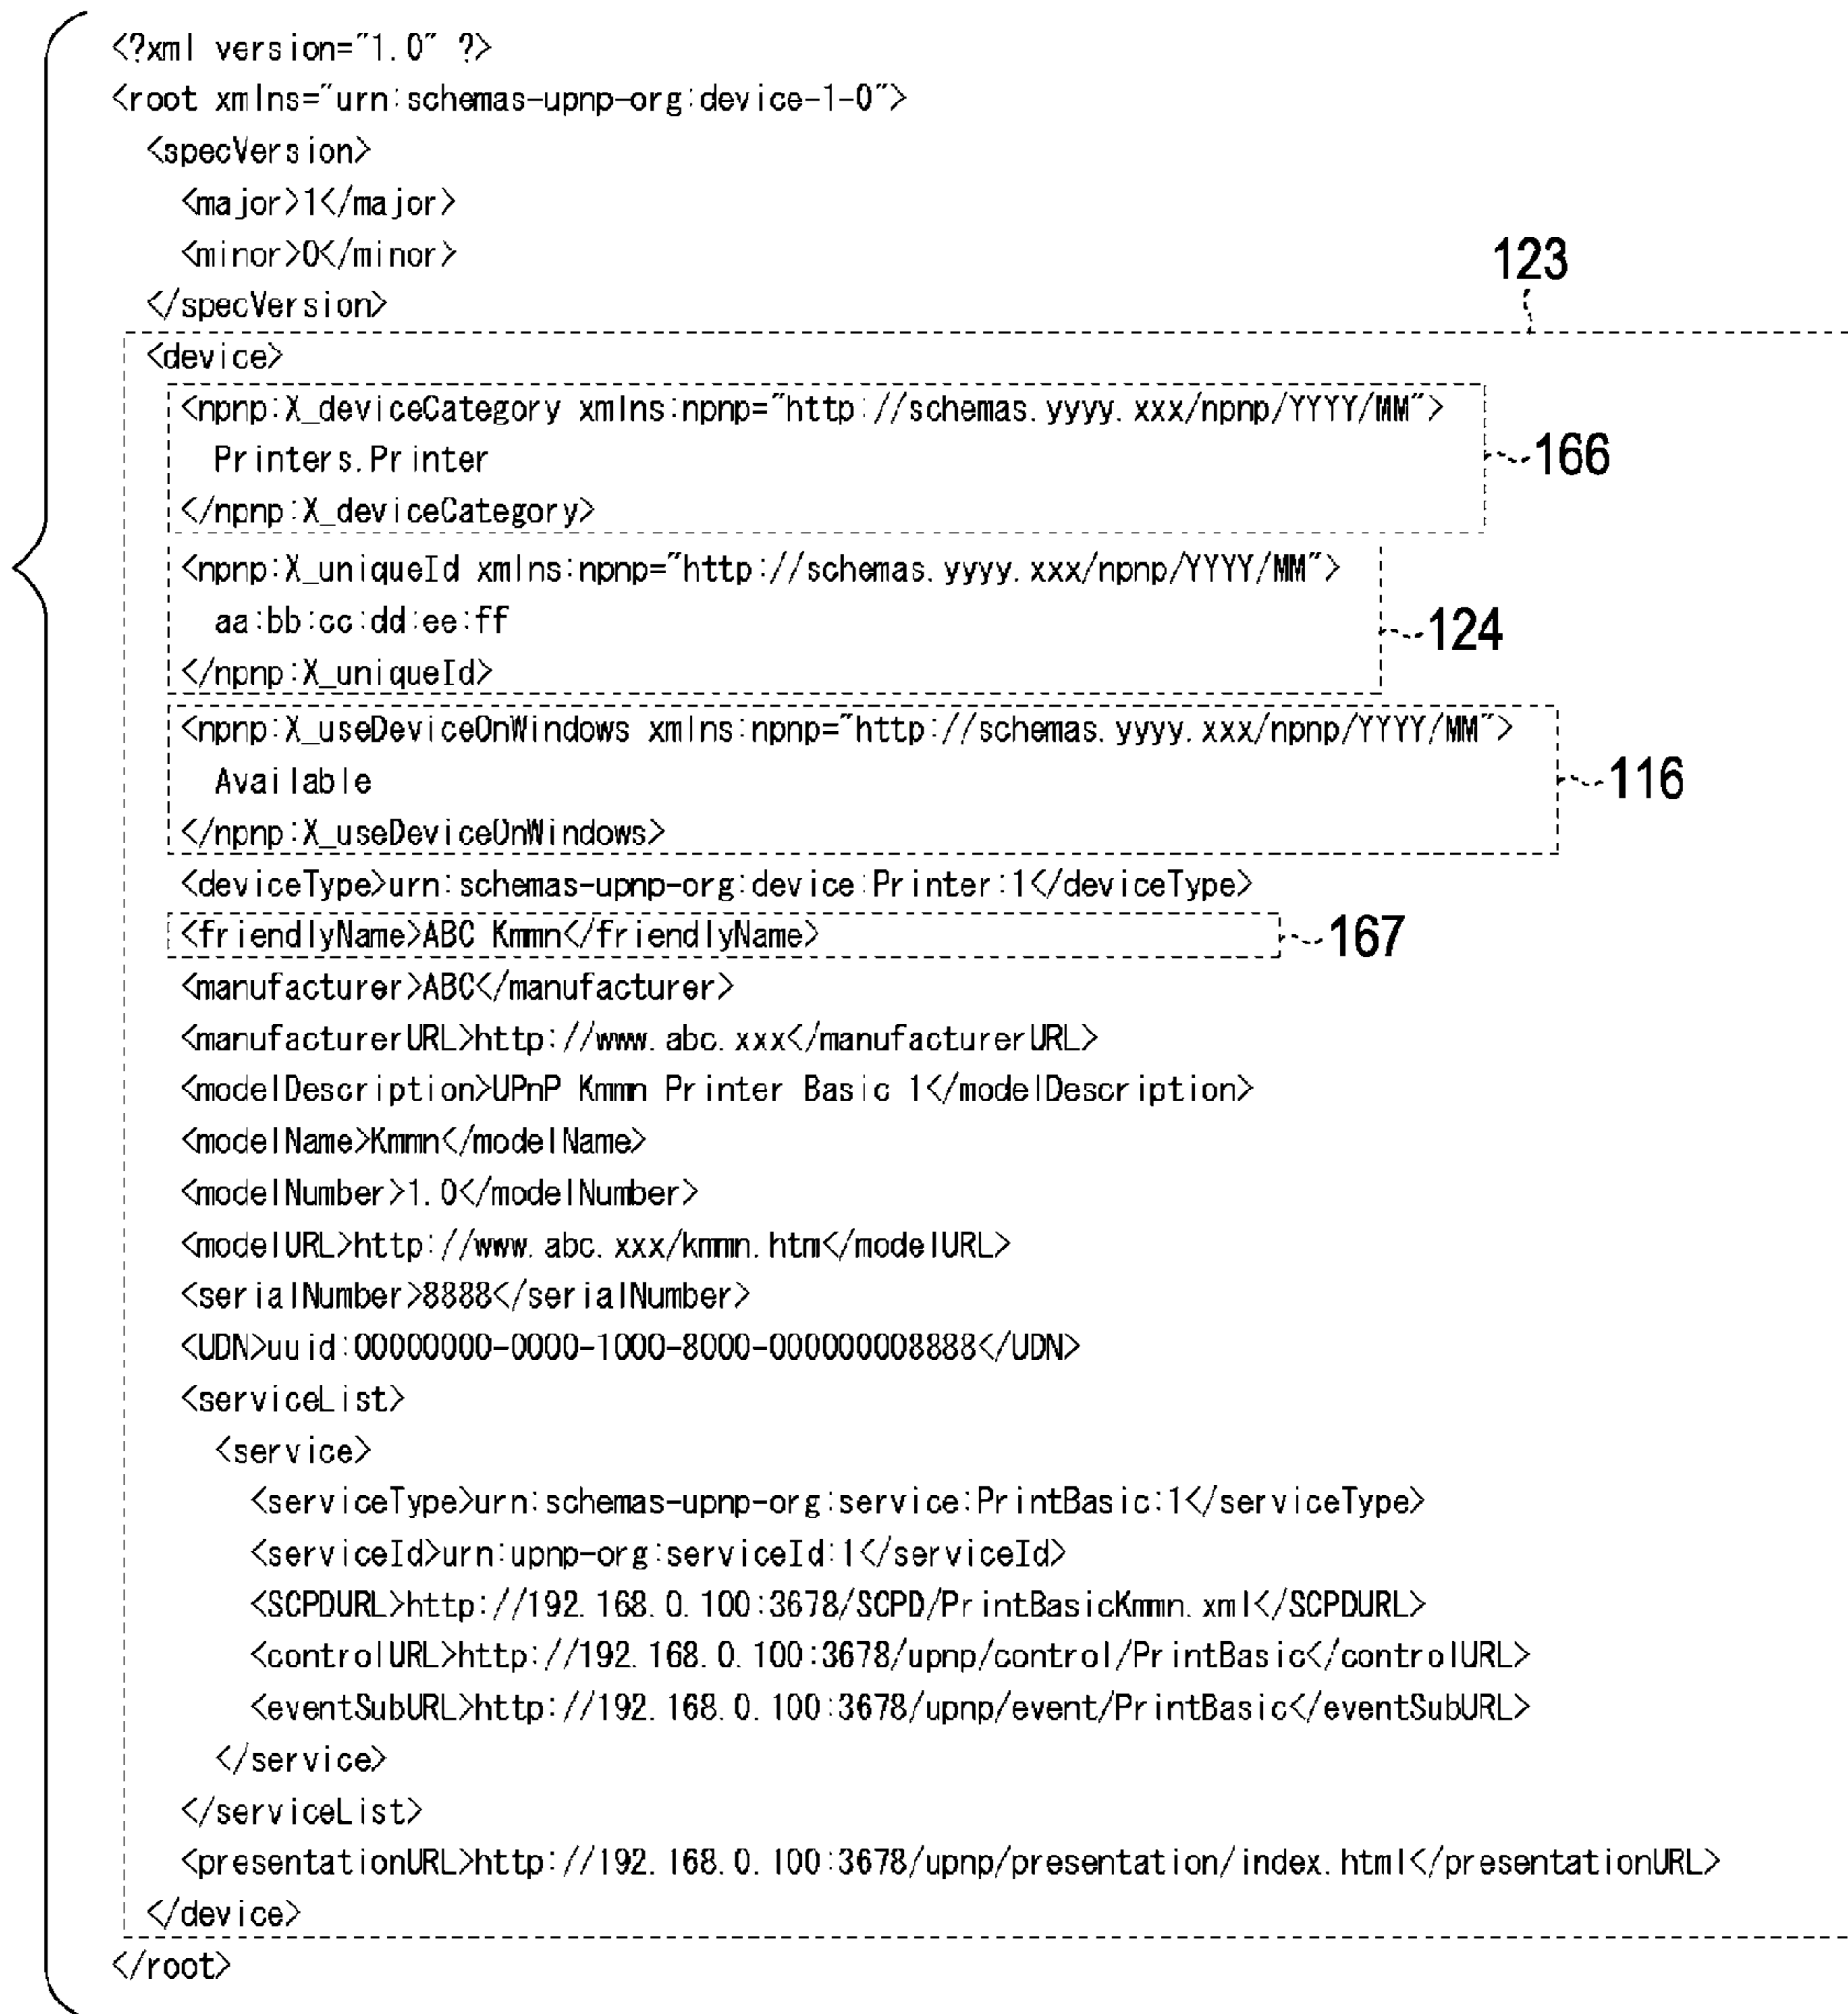 <?xml version="1.0" ?>
<root xmlns="urn:schemas-upnp-org:device-1-0">
<specVersion>
<major>1</major>
<minor>0</minor>
123
</specVersion>
<device>
<npnp:X_deviceCategory xmlns:npnp="http://schemas.yyyy.xxx/npnp/YYYY/MM">
Printers.Printer
166
</npnp:X_deviceCategory>
<npnp:X_uniqueId xmlns:npnp="http://schemas.yyyy.xxx/npnp/YYYY/MM">
aa:bb:cc:dd:ee:ff
124
</npnp:X_uniqueId>
<npnp:X_useDeviceOnWindows xmlns:npnp="http://schemas.yyyy.xxx/npnp/YYYY/MM">
Available
116
</npnp:X_useDeviceOnWindows>
<deviceType>urn:schemas-upnp-org:device:Printer:1</deviceType>
<friendlyName>ABC Kmmn</friendlyName>
167
<manufacturer>ABC</manufacturer>
<manufacturerURL>http://www.abc.xxx</manufacturerURL>
<modelDescription>UPnP Kmmn Printer Basic 1</modelDescription>
<modelName>Kmmn</modelName>
<modelNumber>1.0</modelNumber>
<modelURL>http://www.abc.xxx/kmmn.htm</modelURL>
<serialNumber>8888</serialNumber>
<UDN>uuid:00000000-0000-1000-8000-000000008888</UDN>
<serviceList>
<service>
<serviceType>urn:schemas-upnp-org:service:PrintBasic:1</serviceType>
<serviceId>urn:upnp-org:serviceId:1</serviceId>
<SCPDURL>http://192.168.0.100:3678/SCPD/PrintBasicKmmn.xml</SCPDURL>
<controlURL>http://192.168.0.100:3678/upnp/control/PrintBasic</controlURL>
<eventSubURL>http://192.168.0.100:3678/upnp/event/PrintBasic</eventSubURL>
</service>
</serviceList>
<presentationURL>http://192.168.0.100:3678/upnp/presentation/index.html</presentationURL>
</device>
</root>